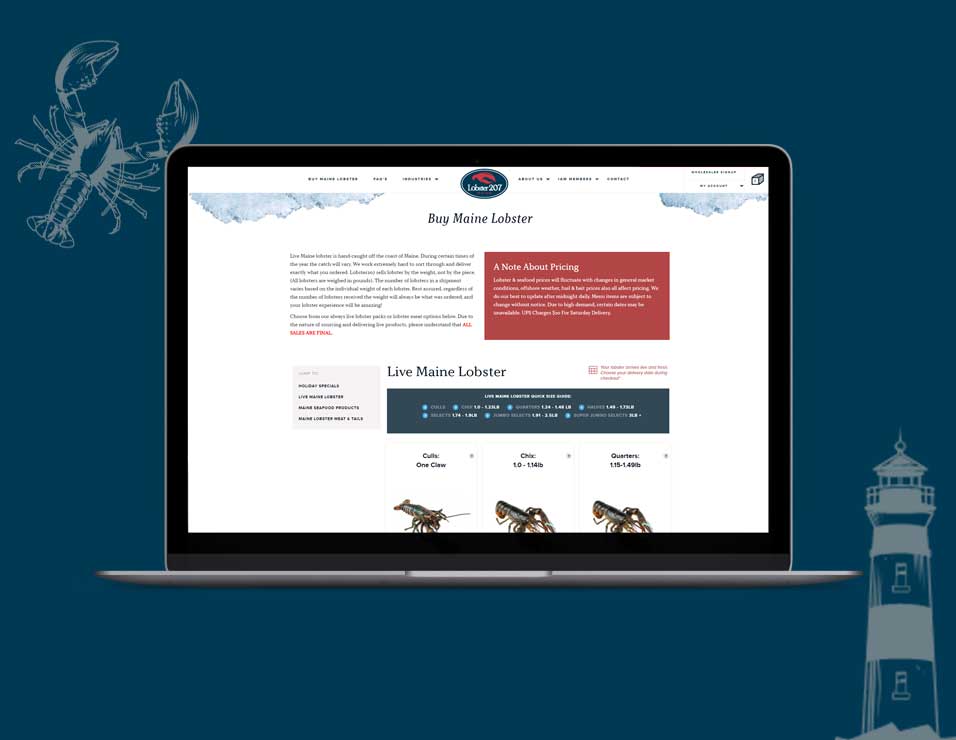 BUY MAINE LOBSTER
FAQ'S
INDUSTRIES
Lobster 207
ABOUT US
IAM MEMBERS
CONTACT
WHOLESALER SIGNUP
MY ACCOUNT
Buy Maine Lobster
Live Maine lobster is hand-caught off the coast of Maine. During certain times of
the year the catch will vary. We work extremely hard to sort through and deliver
exactly what you ordered. Lobster207 sells lobster by the weight, not by the piece
(All lobsters are weighed in pounds). The number of lobsters in a shipment
varies based on the individual weight of each lobster. Rest assured, regardless of
the number of lobsters received the weight will always be what was ordered, and
your lobster experience will be amazing!
Choose from our always live lobster packs or lobster meat options below. Due to
the nature of sourcing and delivering live products, please understand that ALL
SALES ARE FINAL.
A Note About Pricing
Lobster & seafood prices will fluctuate with changes in general market
conditions, offshore weather, fuel & bait prices also all affect pricing. We
do our best to update after midnight daily. Menu items are subject to
change without notice. Due to high demand, certain dates may be
unavailable. UPS Charges $20 For Saturday Delivery.
JUMP TO:
HOLIDAY SPECIALS
LIVE MAINE LOBSTER
MAINE SEAFOOD PRODUCTS
MAINE LOBSTER MEAT & TAILS
Live Maine Lobster
Your lobster arrives live and fresh.
Choose your delivery date during
checkout*
LIVE MAINE LOBSTER QUICK SIZE GUIDE:
CULLS CHIX 1.0 - 1.23LB QUARTERS 1.24 - 1.48 LB HALVES 1.49 - 1.73LB
SELECTS 1.74 - 1.9LB JUMBO SELECTS 1.91 - 2.9LB SUPER JUMBO SELECTS 3LB +
Culls:
One Claw
Chix:
1.0 - 1.14lb
Quarters:
1.15-1.49lb